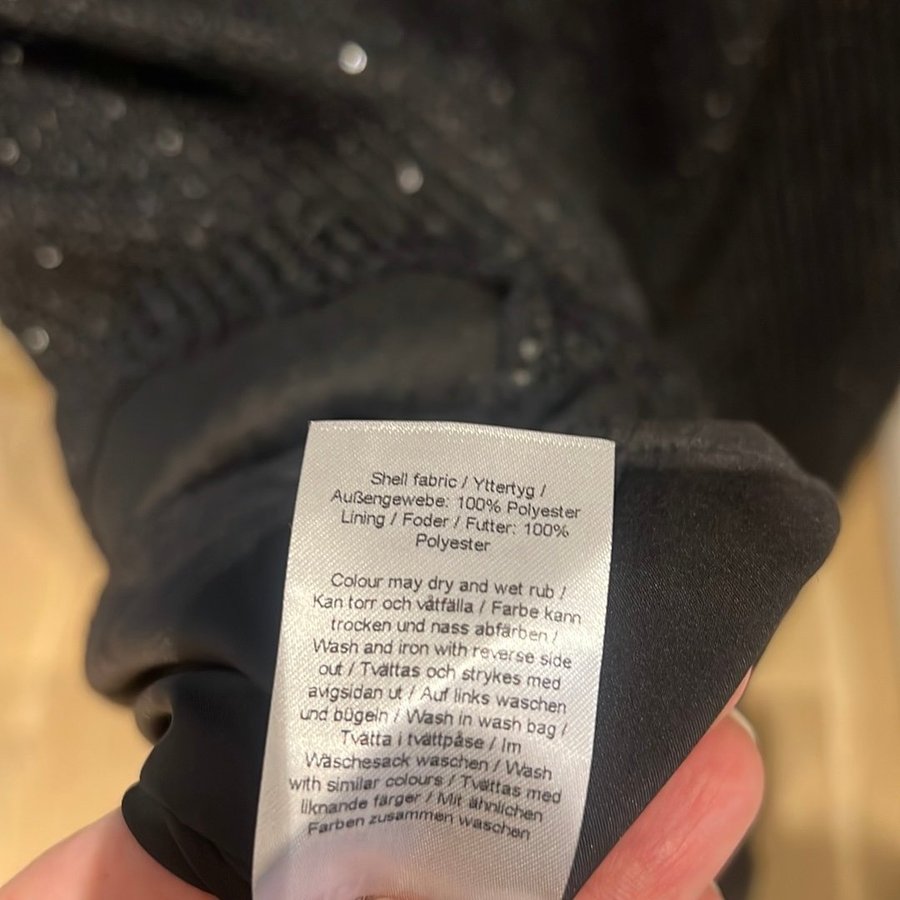 Shell fabric / Yttertyg /
Außengewebe: 100% Polyester
Lining / Foder / Futter: 100%
Polyester
Colour may dry and wet rub /
Kan torr och våtfälla / Farbe kann
trocken und nass abfärben /
Wash and iron with reverse side
out / Tvättas och strykes med
avigsidan ut / Auf links waschen
und bügeln / Wash in wash bag /
Tvätta i tvättpåse / Im
Wäschesack waschen / Wash
with similar colours / Tvättas med
liknande färger / Mit ähnlichen
Farben zusammen waschen